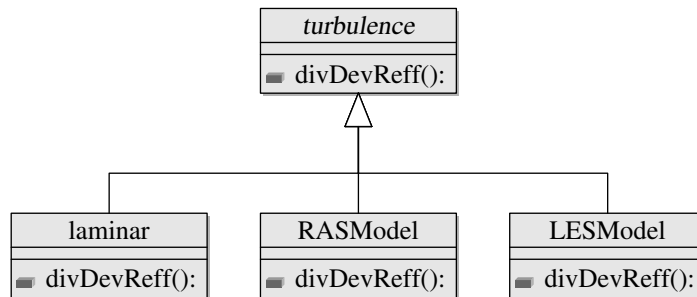 turbulence
divDevReff():
laminar
divDevReff():
RASModel
divDevReff():
LESModel
divDevReff():